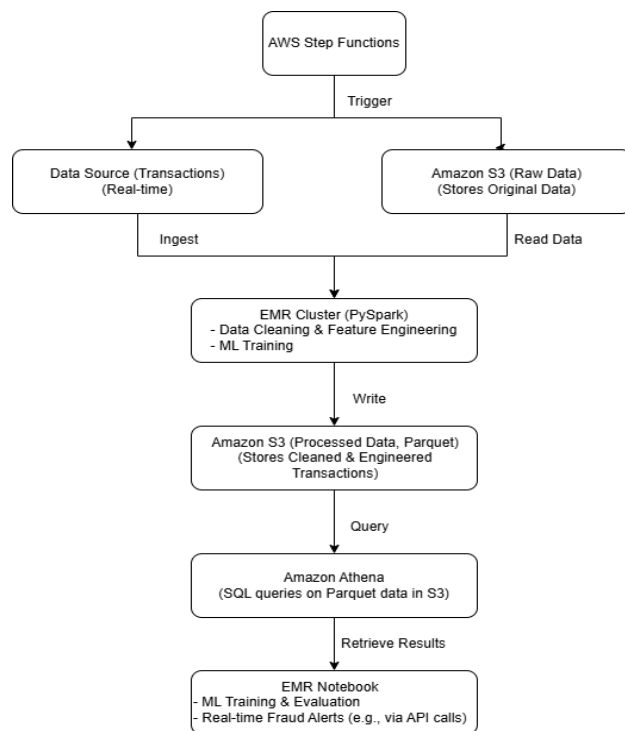 AWS Step Functions
Trigger
Data Source (Transactions)
(Real-time)
Amazon S3 (Raw Data)
(Stores Original Data)
Ingest
Read Data
EMR Cluster (PySpark)
- Data Cleaning & Feature Engineering
- ML Training
Write
Amazon S3 (Processed Data, Parquet)
(Stores Cleaned & Engineered
Transactions)
Query
Amazon Athena
(SQL queries on Parquet data in S3)
Retrieve Results
EMR Notebook
- ML Training & Evaluation
- Real-time Fraud Alerts (e.g., via API calls)